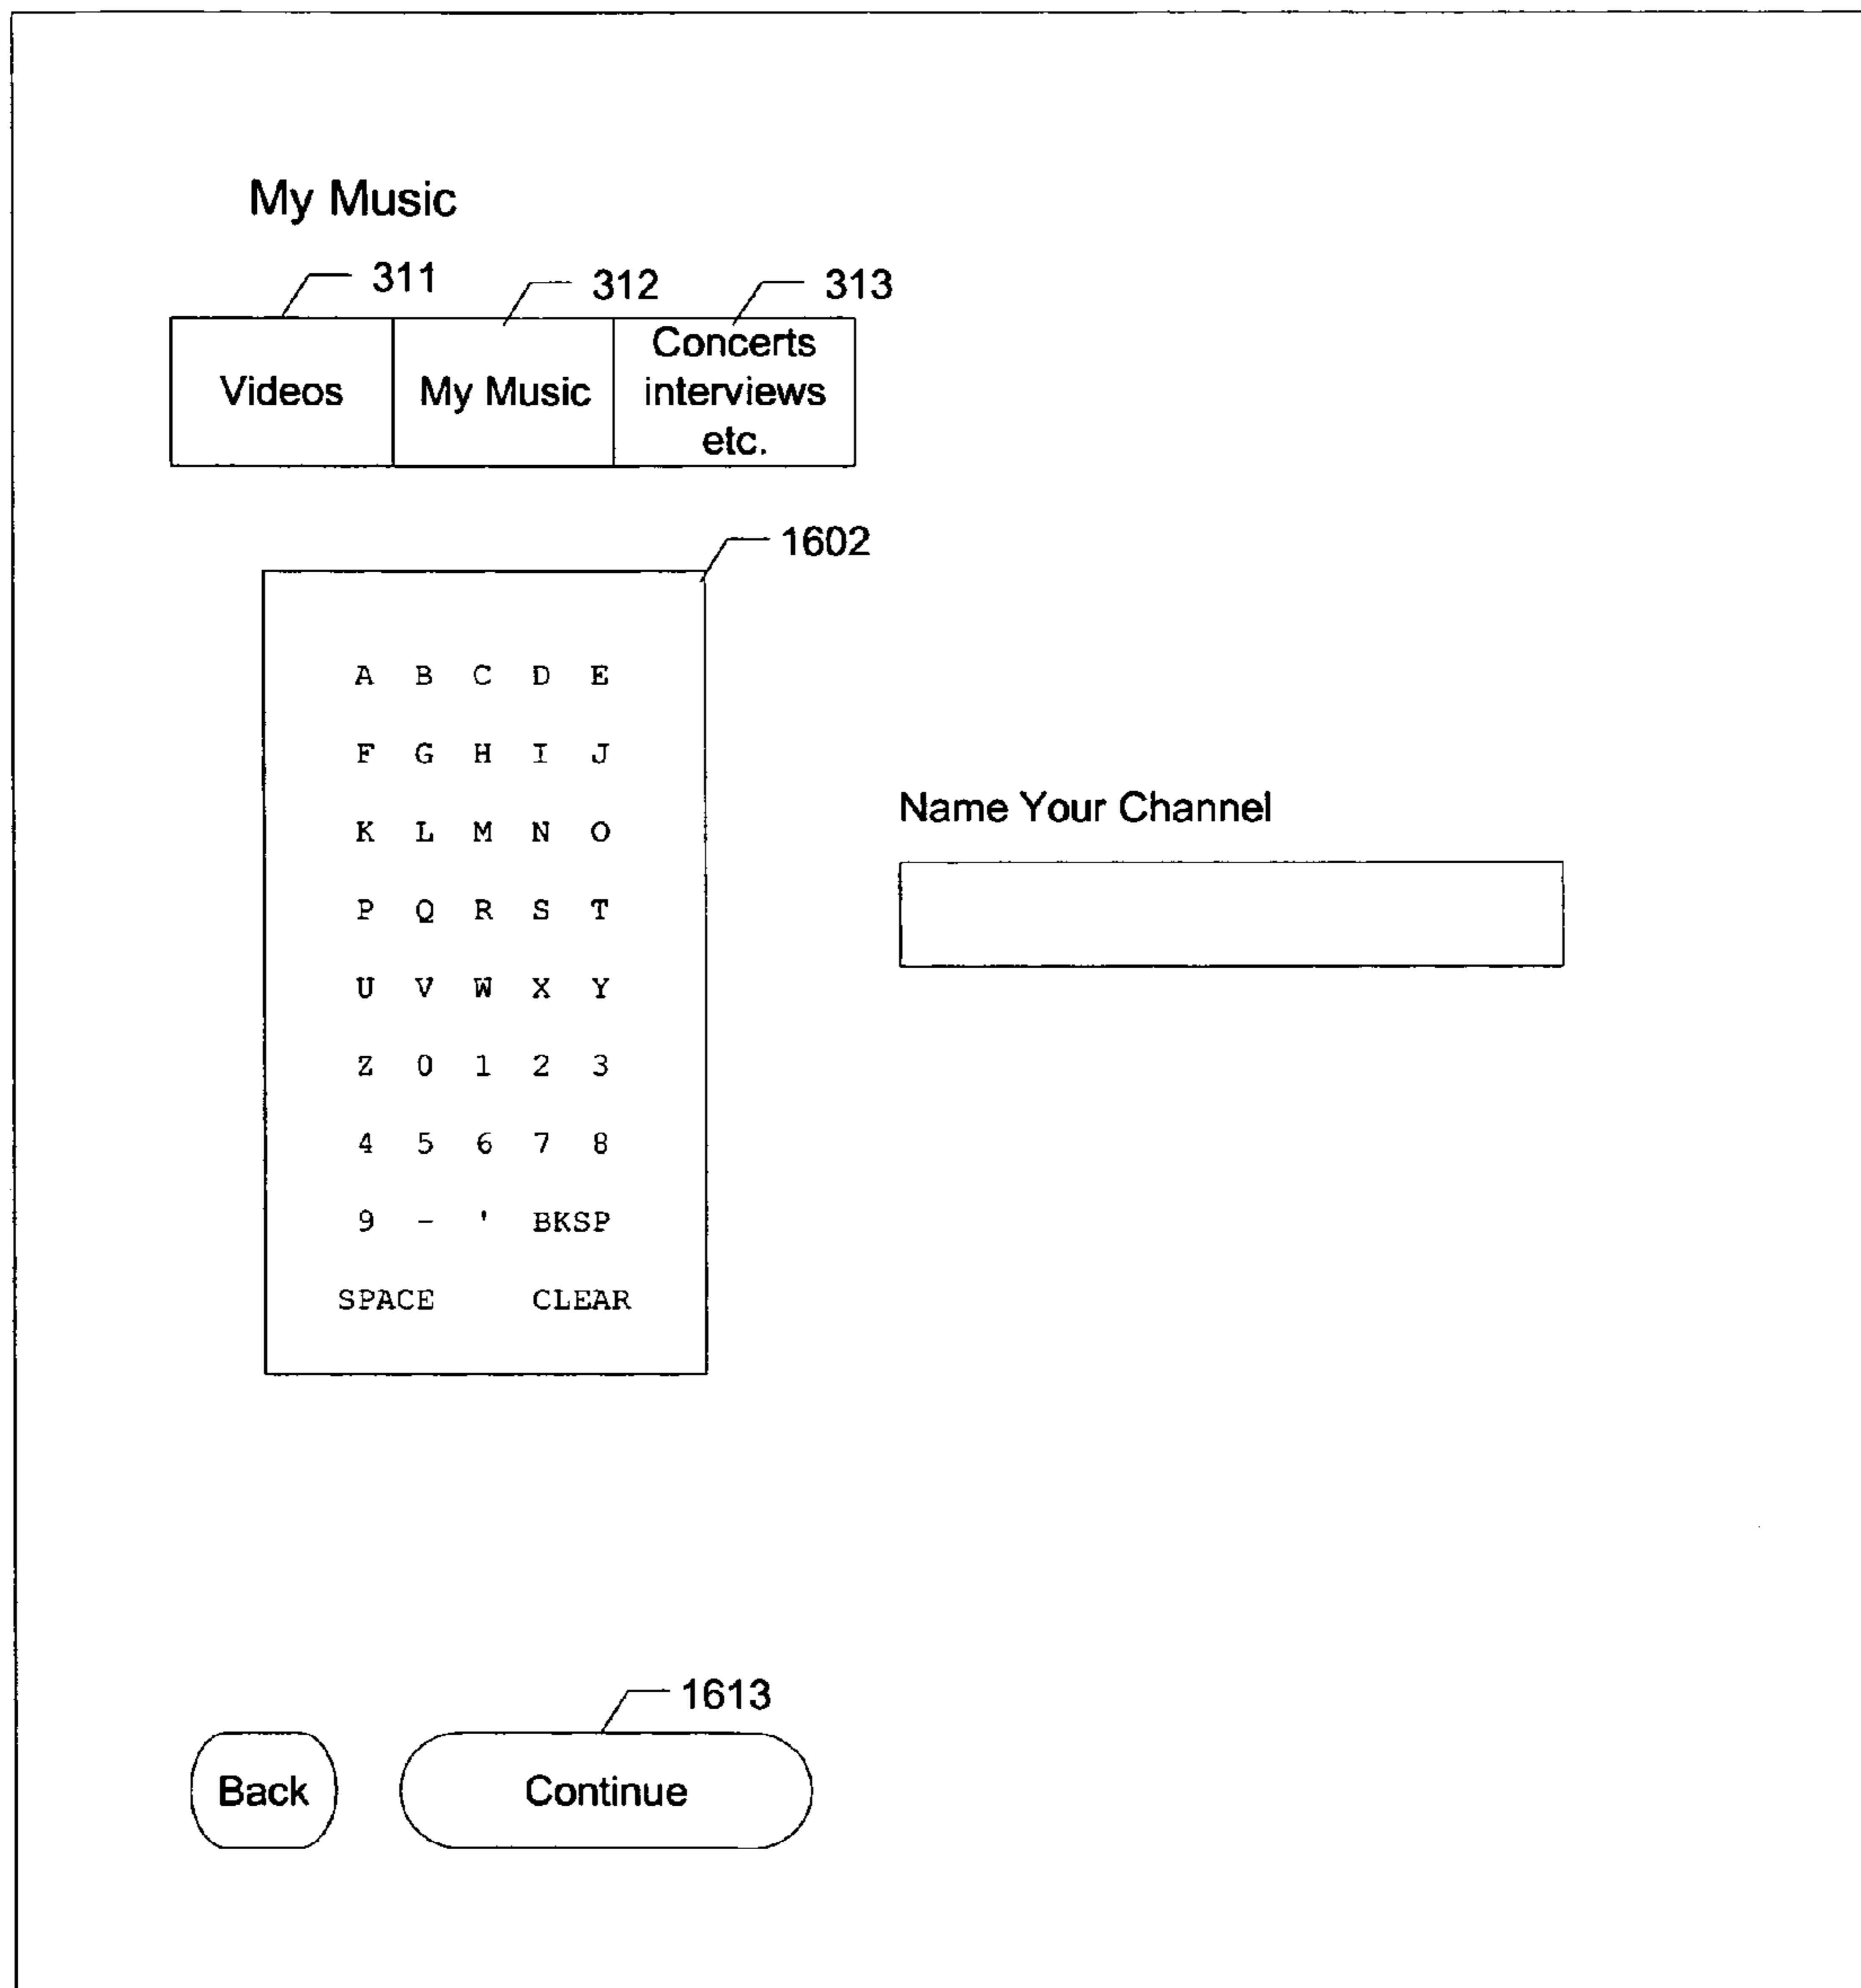 My Music
311 312 313
Videos
My Music
Concerts
interviews
etc.
1602
A B C D E
F G H I J
K L M N O
P Q R S T
U V W X Y
Z 0 1 2 3
4 5 6 7 8
9 - ' BKSP
SPACE CLEAR
Name Your Channel
1613
Back Continue